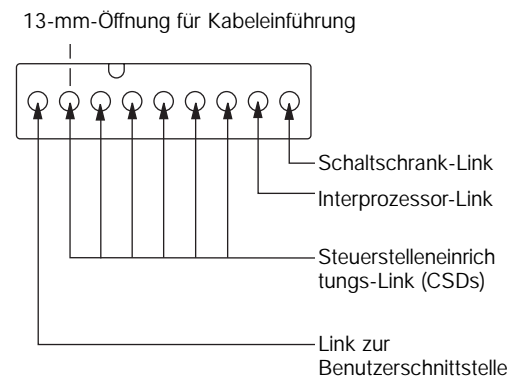 13-mm-Öffnung für Kabeleinführung
Schaltschrank-Link
Interprozessor-Link
Steuerstelleneinrich
tungs-Link (CSDs)
Link zur
Benutzerschnittstelle